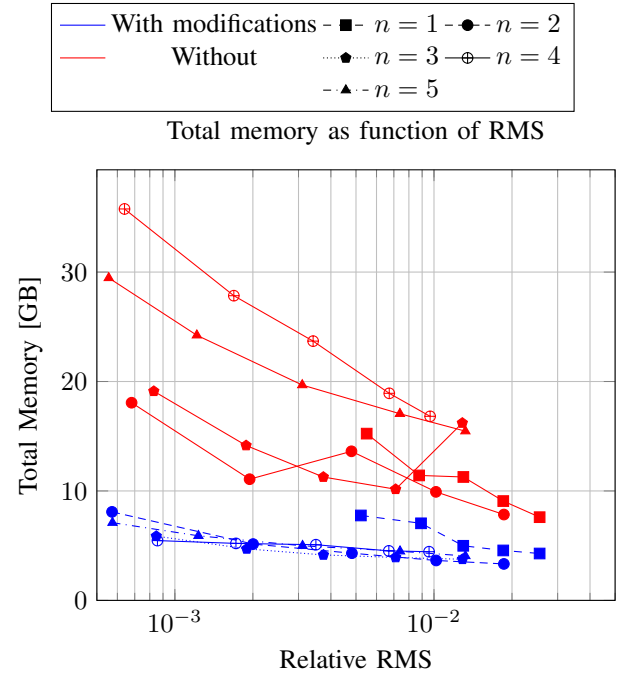 With modifications n = 1 n = 2
Without n = 3 n = 4
n = 5
Total memory as function of RMS
30
20
10
0
Total Memory [GB]
10⁻³ 10⁻²
Relative RMS